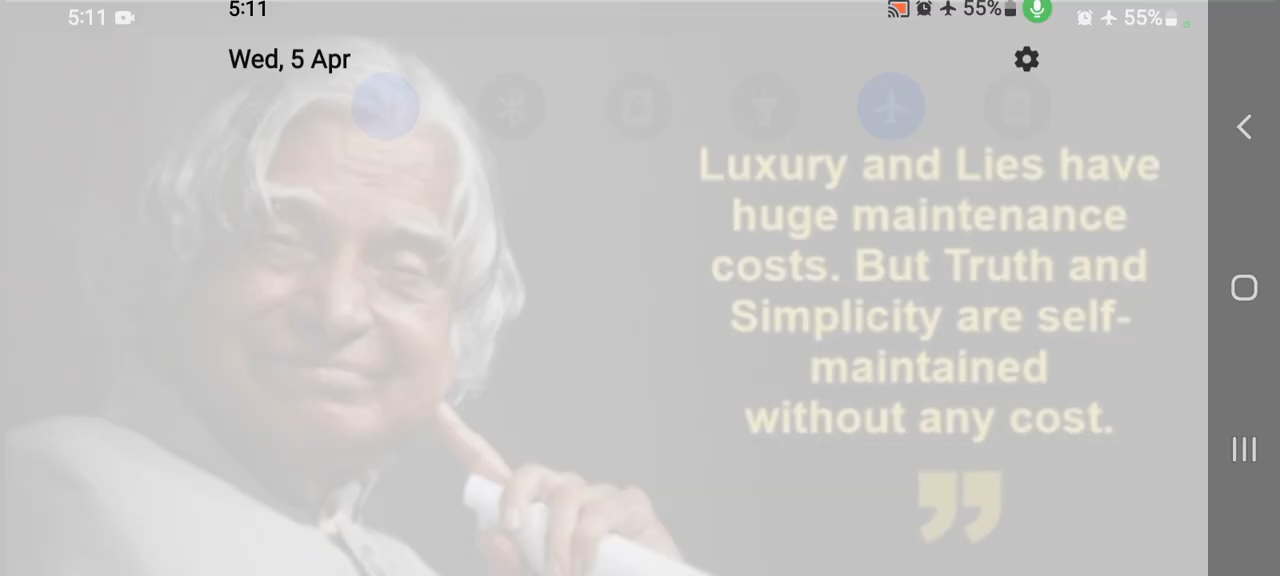 5:11
5:11
55%
55%
Wed, 5 Apr
Luxury and Lies have
huge maintenance
costs. But Truth and
Simplicity are self-
maintained
without any cost.
”